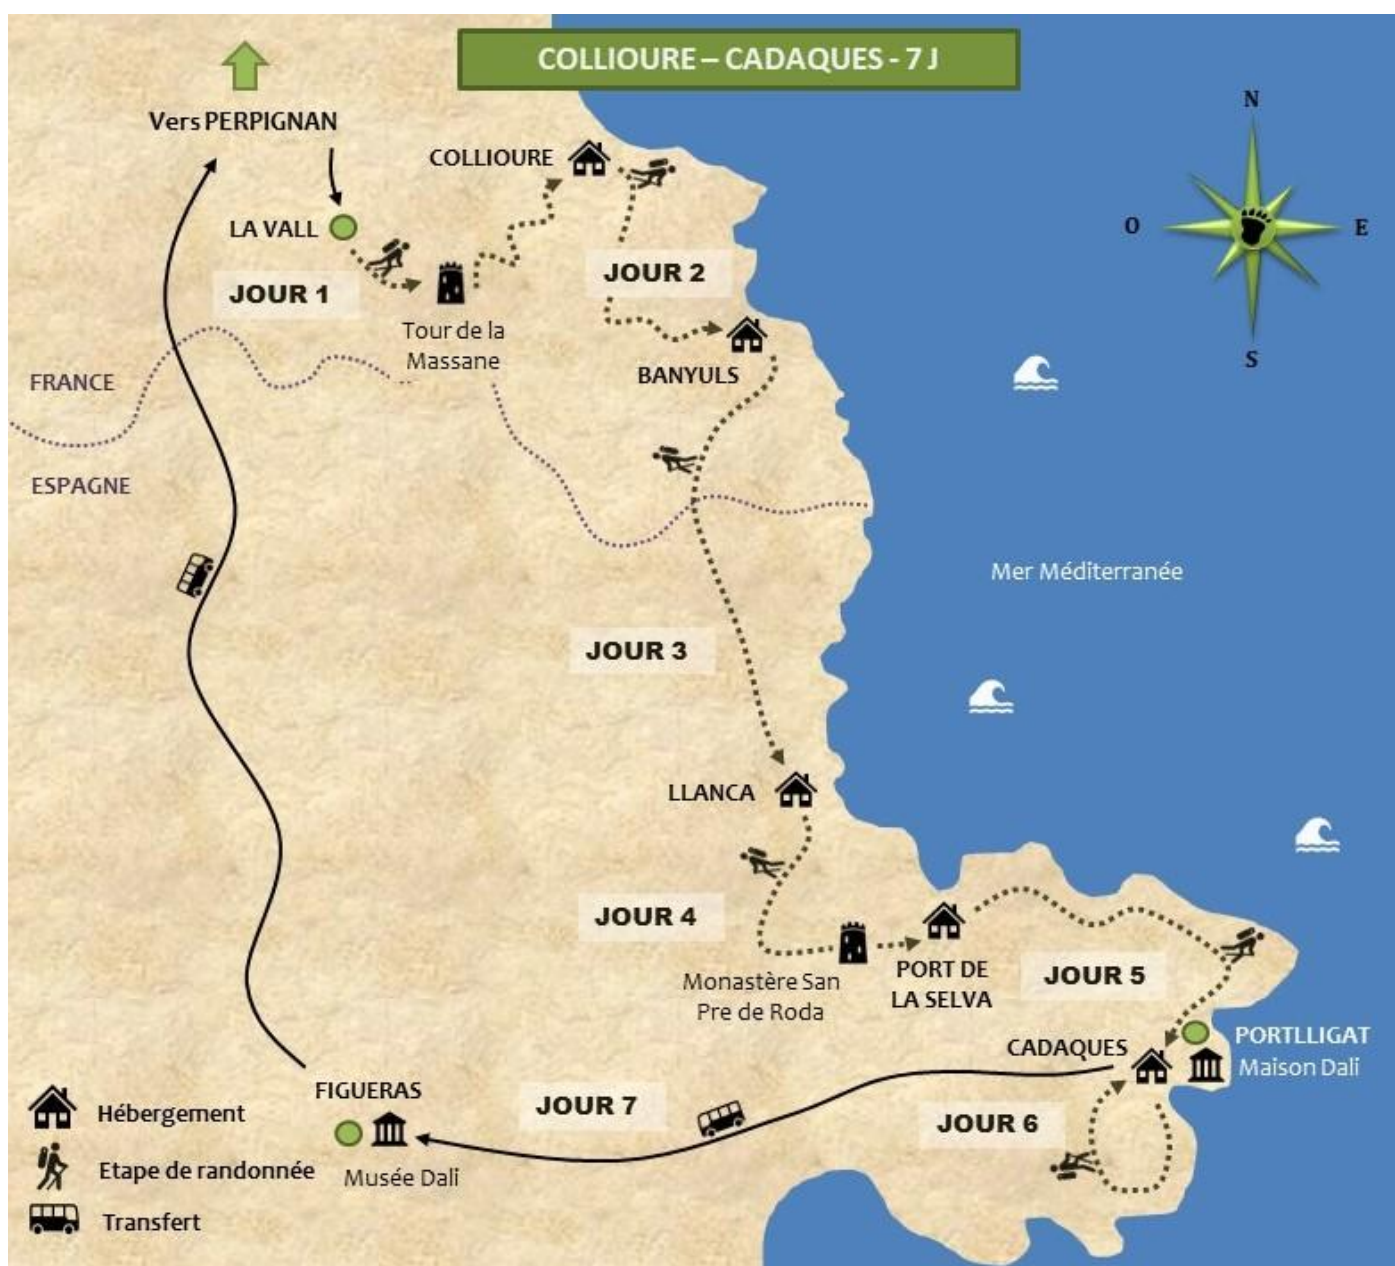 COLLIOURE – CADAQUES - 7 J
Vers PERPIGNAN
N
O
E
S
COLLIOURE
LA VALL
JOUR 1
JOUR 2
Tour de la
Massane
BANYULS
FRANCE
ESPAGNE
Mer Méditerranée
JOUR 3
LLANCA
JOUR 4
Monastère San
Pre de Roda
PORT DE
LA SELVA
JOUR 5
CADAQUES
PORTLLIGAT
Maison Dali
JOUR 6
FIGUERAS
JOUR 7
Musée Dali
Hébergement
Etape de randonnée
Transfert